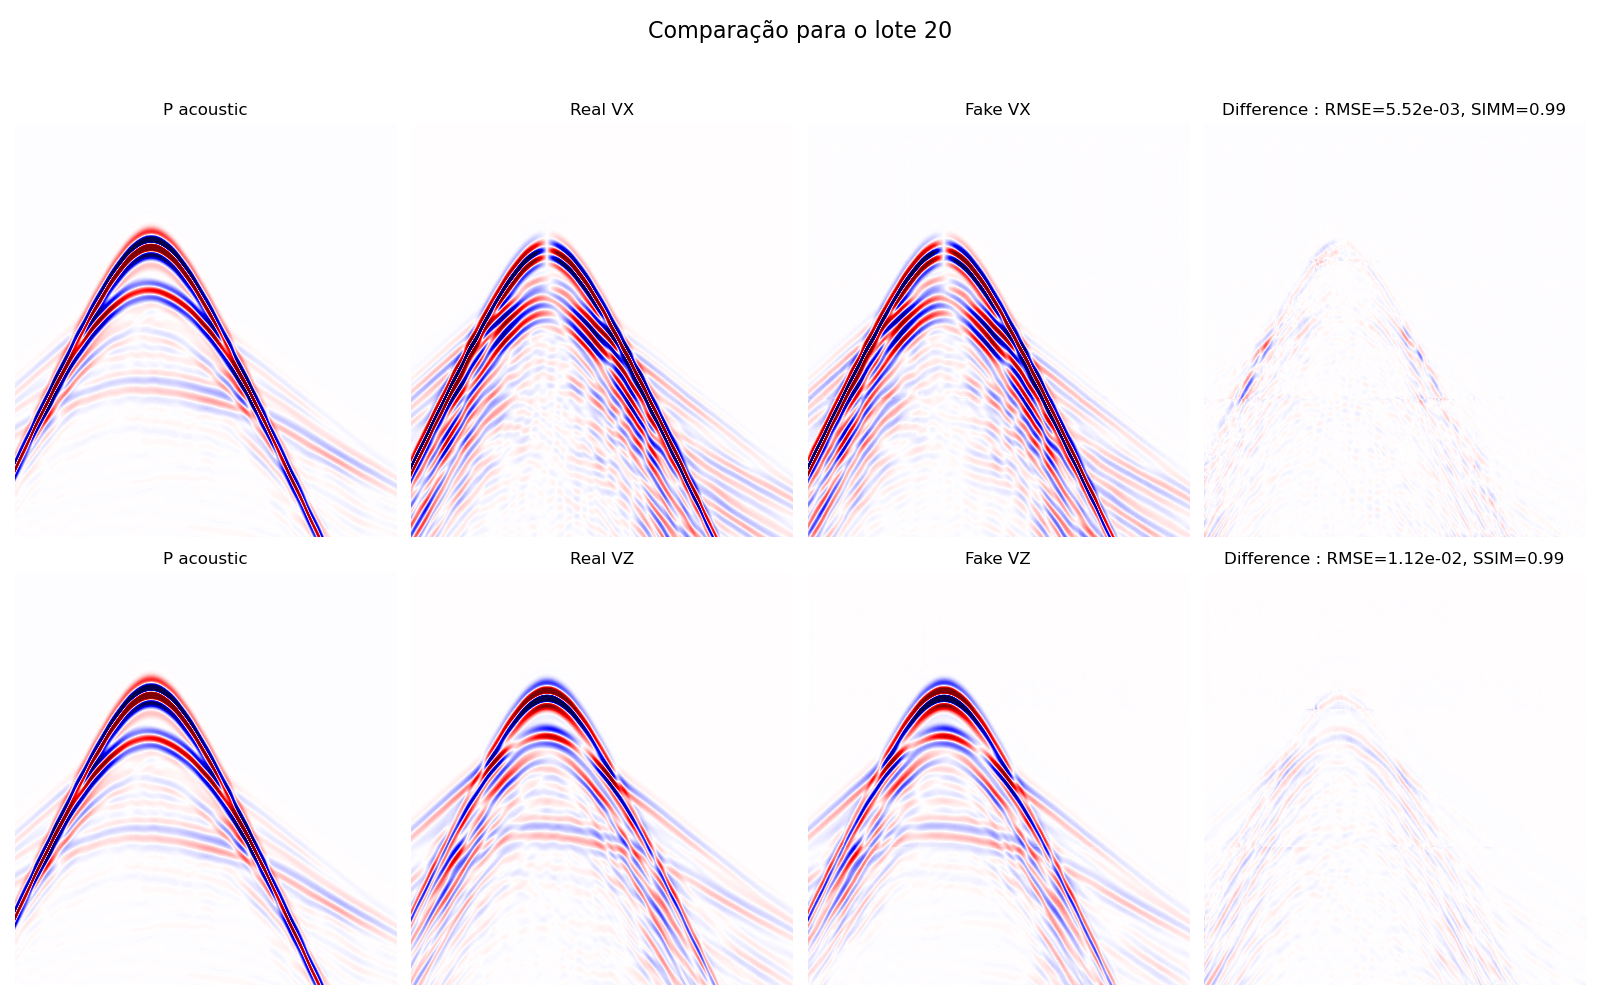 Comparação para o lote 20
P acoustic
Real VX
Fake VX
Difference : RMSE=5.52e-03, SIMM=0.99
P acoustic
Real VZ
Fake VZ
Difference : RMSE=1.12e-02, SSIM=0.99